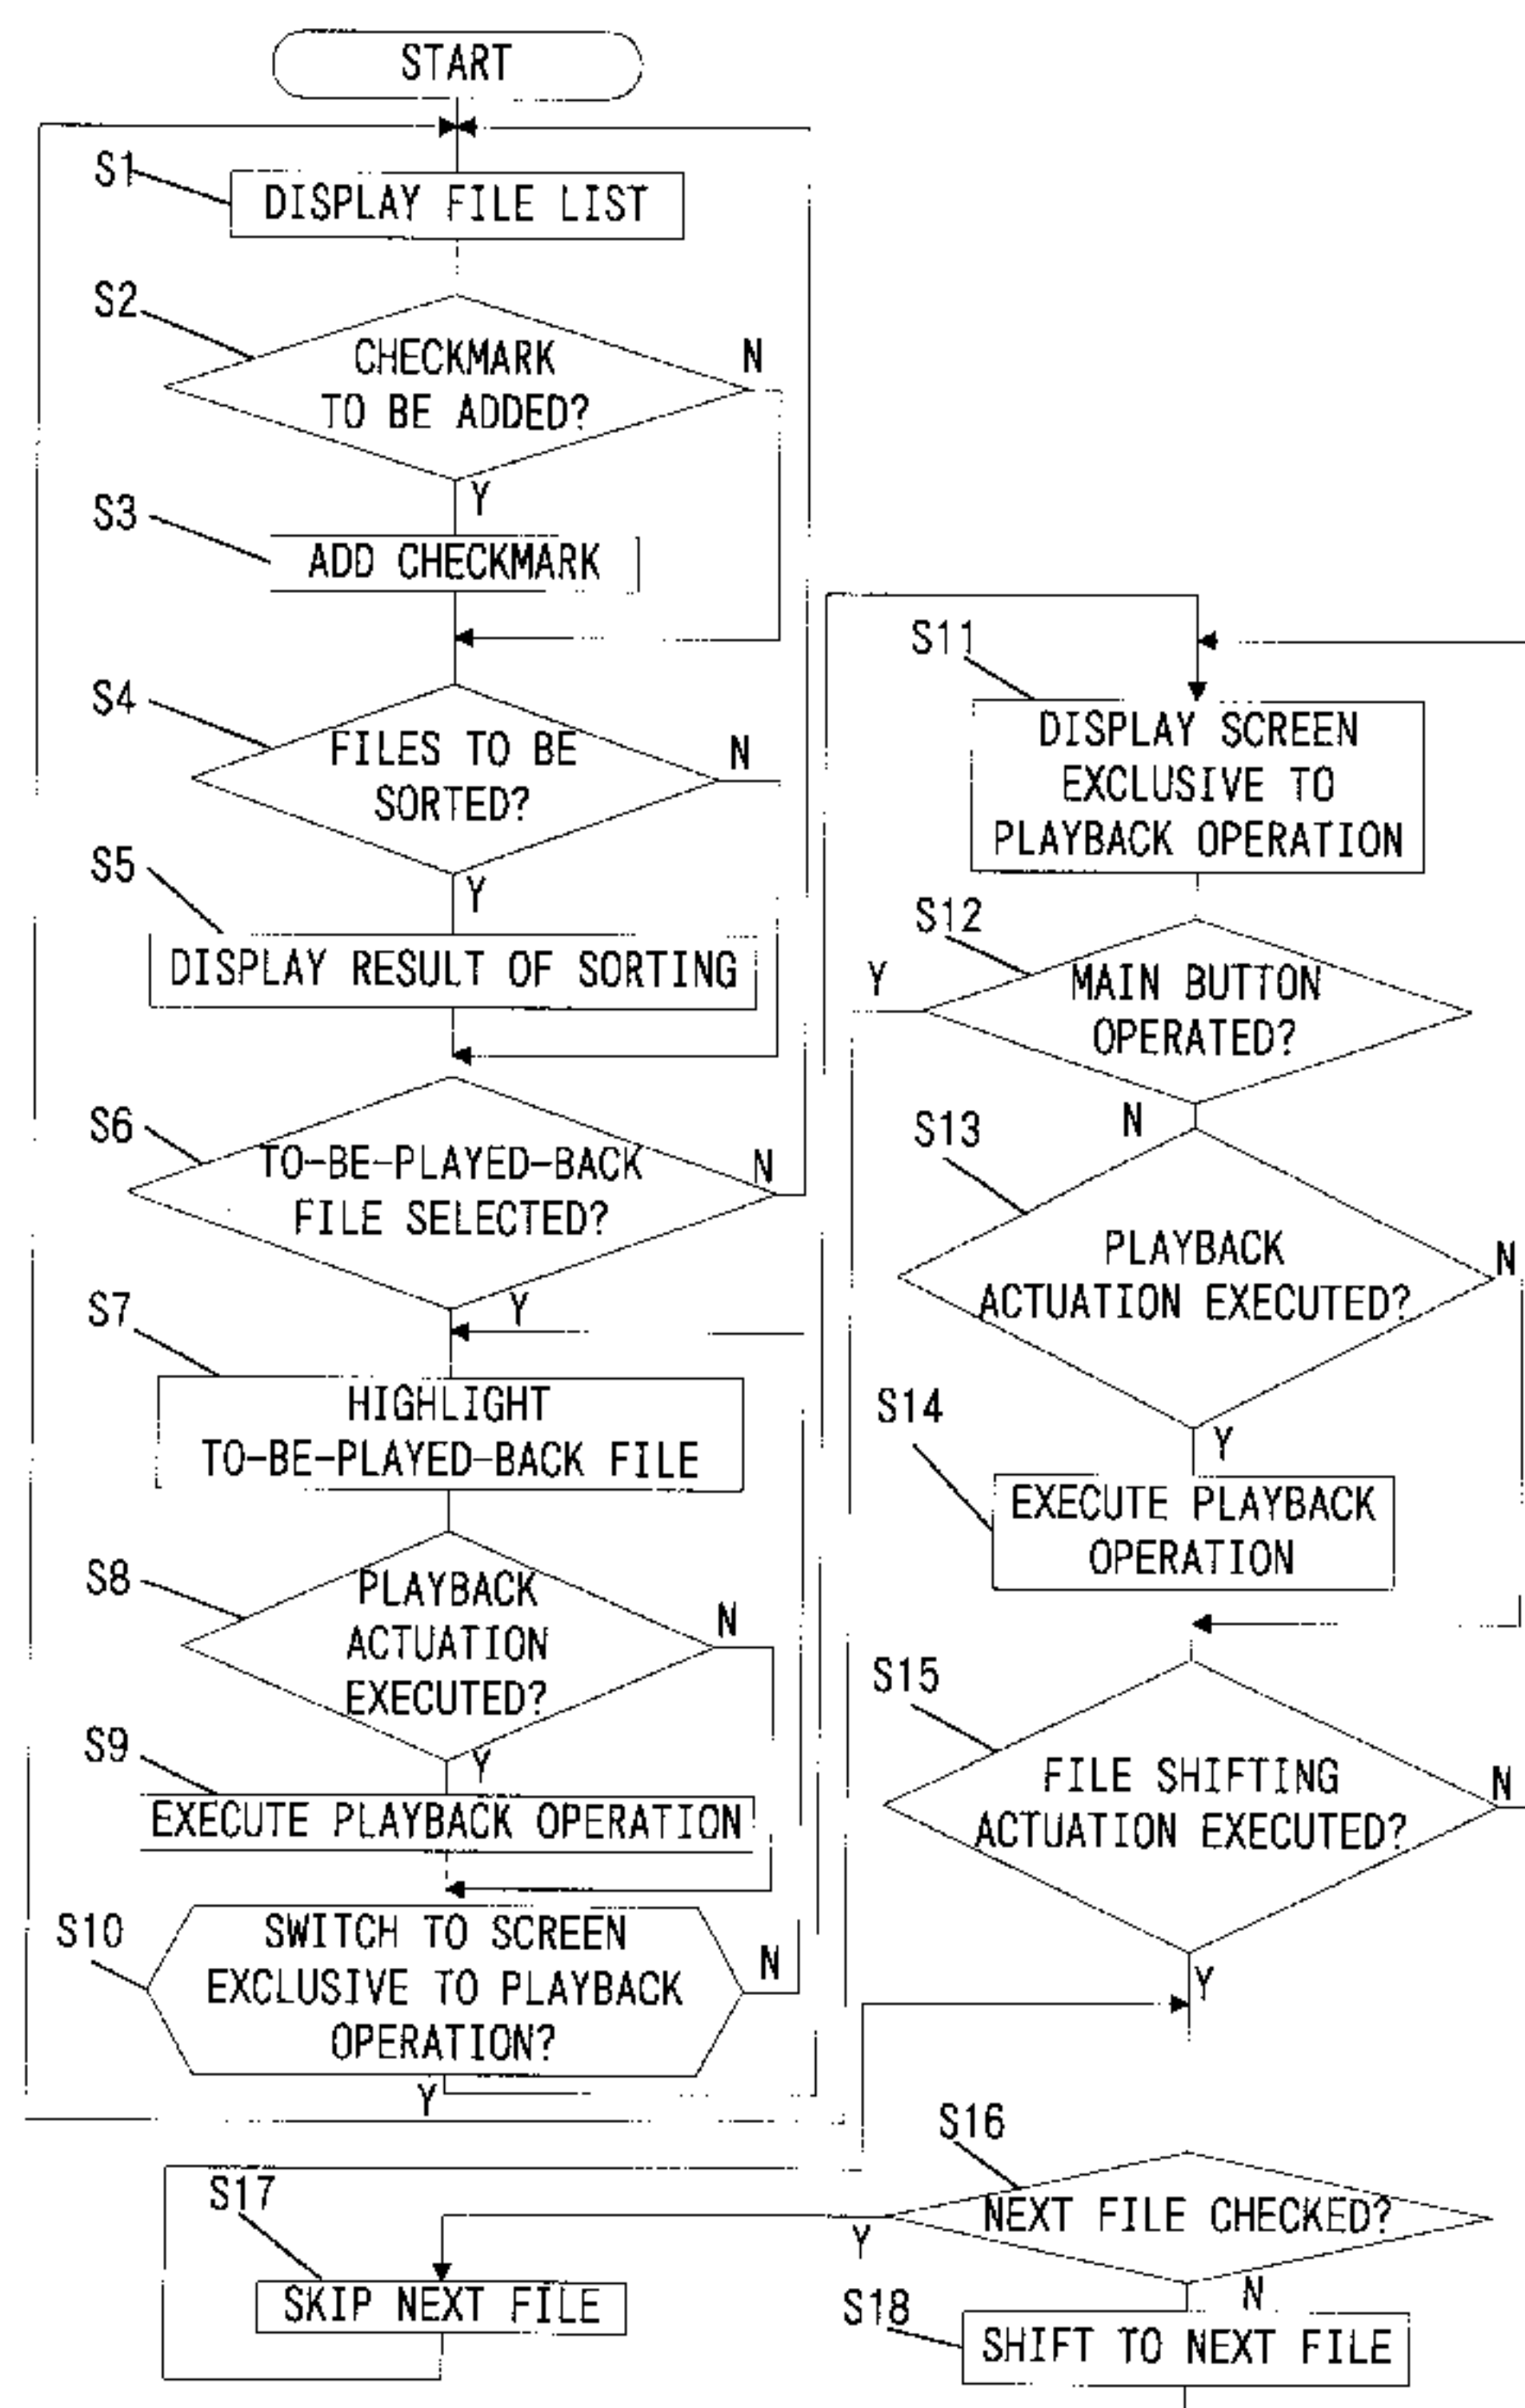 START
S1
DISPLAY FILE LIST
S2
CHECKMARK
TO BE ADDED?
N
Y
S3
ADD CHECKMARK
S4
FILES TO BE
SORTED?
N
Y
S5
DISPLAY RESULT OF SORTING
S6
TO-BE-PLAYED-BACK
FILE SELECTED?
N
Y
S7
HIGHLIGHT
TO-BE-PLAYED-BACK FILE
S8
PLAYBACK
ACTUATION
EXECUTED?
N
Y
S9
EXECUTE PLAYBACK OPERATION
S10
SWITCH TO SCREEN
EXCLUSIVE TO PLAYBACK
OPERATION?
N
Y
S11
DISPLAY SCREEN
EXCLUSIVE TO
PLAYBACK OPERATION
S12
MAIN BUTTON
OPERATED?
Y
N
S13
PLAYBACK
ACTUATION EXECUTED?
N
Y
S14
EXECUTE PLAYBACK
OPERATION
S15
FILE SHIFTING
ACTUATION EXECUTED?
N
Y
S16
NEXT FILE CHECKED?
Y
N
S17
SKIP NEXT FILE
S18
SHIFT TO NEXT FILE